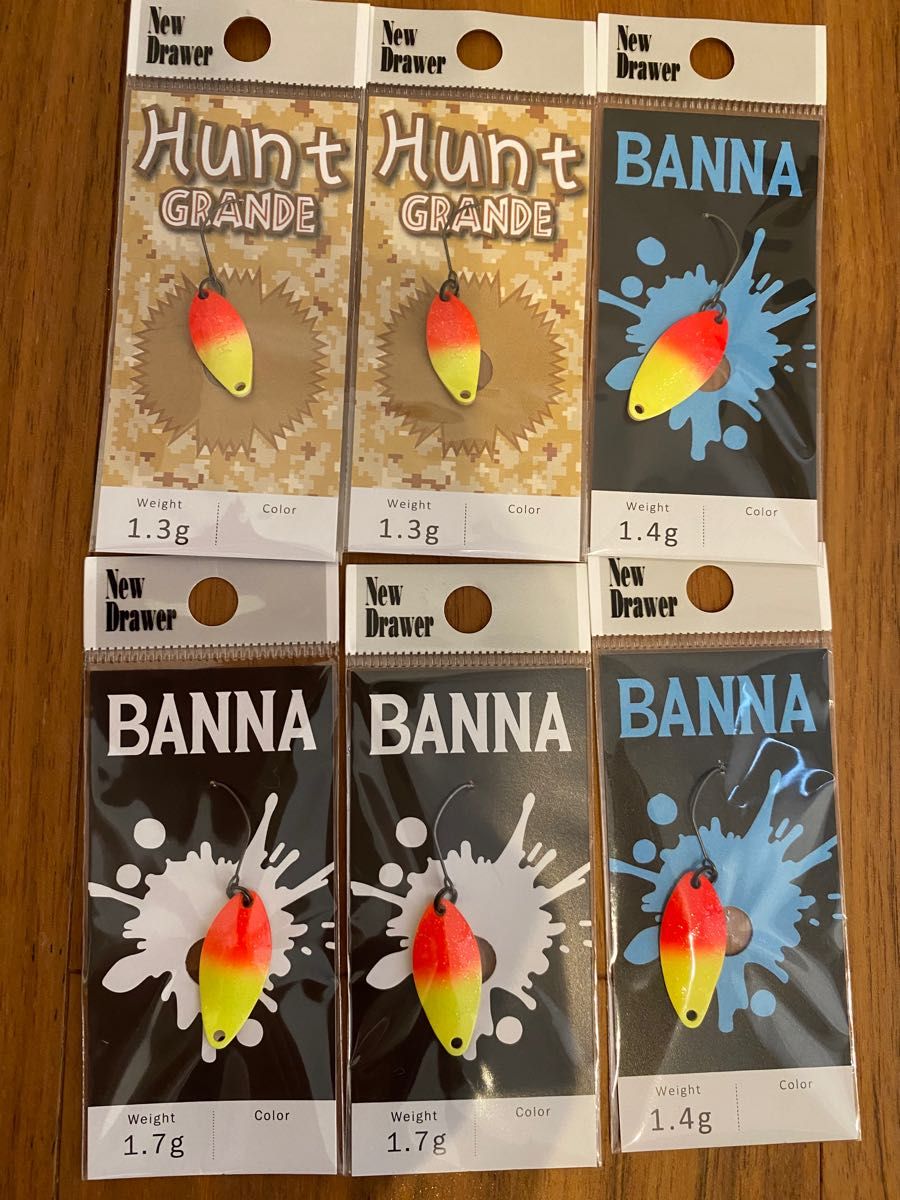 New
Drawer
Hunt
GRANDE
Weight
1.3g
Color
New
Drawer
Hunt
GRANDE
Weight
1.3g
Color
New
Drawer
BANNA
Weight
1.4g
Color
New
Drawer
BANNA
Weight
1.7g
Color
New
Drawer
BANNA
Weight
1.7g
Color
New
Drawer
BANNA
Weight
1.4g
Color